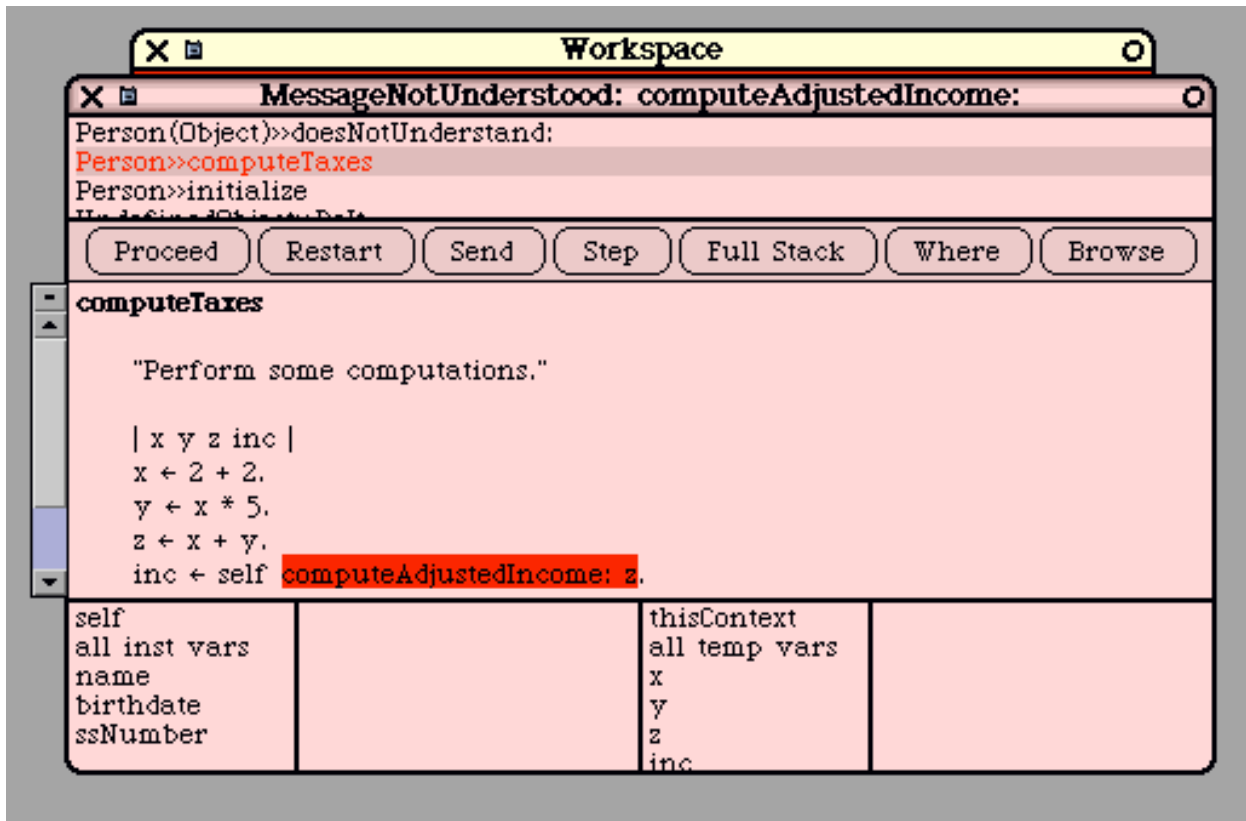 Workspace
MessageNotUnderstood: computeAdjustedIncome:
Person(Object)>>doesNotUnderstand:
Person>>computeTaxes
Person>>initialize
Proceed Restart Send Step Full Stack Where Browse
computeTaxes
"Perform some computations."
| x y z inc |
x ← 2 + 2.
y ← x * 5.
z ← x + y.
inc ← self computeAdjustedIncome: z.
self
all inst vars
name
birthdate
ssNumber
thisContext
all temp vars
x
y
z
inc